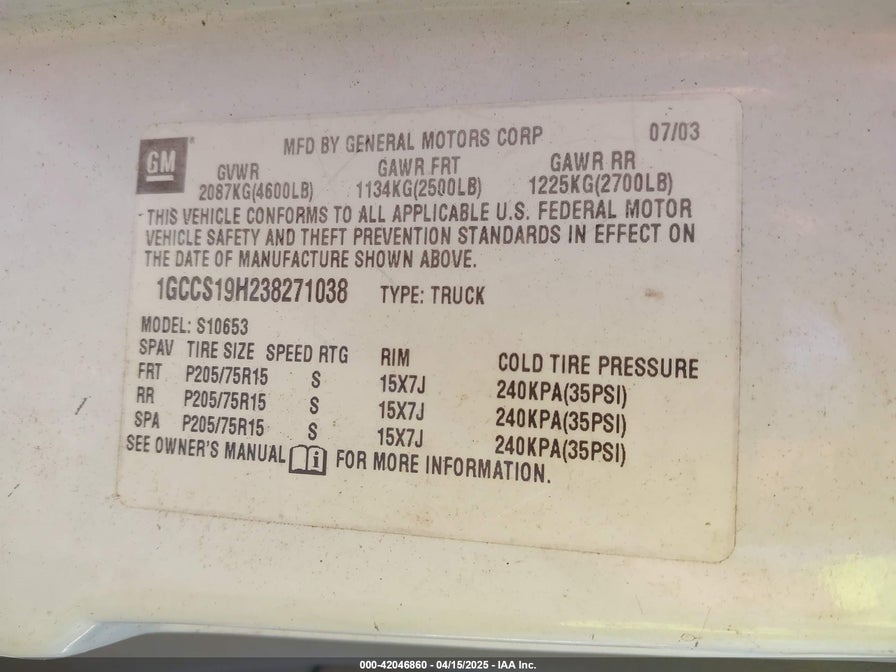 GM
®
MFD BY GENERAL MOTORS CORP 07/03
GVWR GAWR FRT GAWR RR
2087KG(4600LB) 1134KG(2500LB) 1225KG(2700LB)
THIS VEHICLE CONFORMS TO ALL APPLICABLE U.S. FEDERAL MOTOR
VEHICLE SAFETY AND THEFT PREVENTION STANDARDS IN EFFECT ON
THE DATE OF MANUFACTURE SHOWN ABOVE.
1GCCS19H238271038 TYPE: TRUCK
MODEL: S10653
SPAV TIRE SIZE SPEED RTG RIM COLD TIRE PRESSURE
FRT P205/75R15 S 15X7J 240KPA(35PSI)
RR P205/75R15 S 15X7J 240KPA(35PSI)
SPA P205/75R15 S 15X7J 240KPA(35PSI)
SEE OWNER'S MANUAL i FOR MORE INFORMATION.
000-42046860 - 04/15/2025 - IAA Inc.